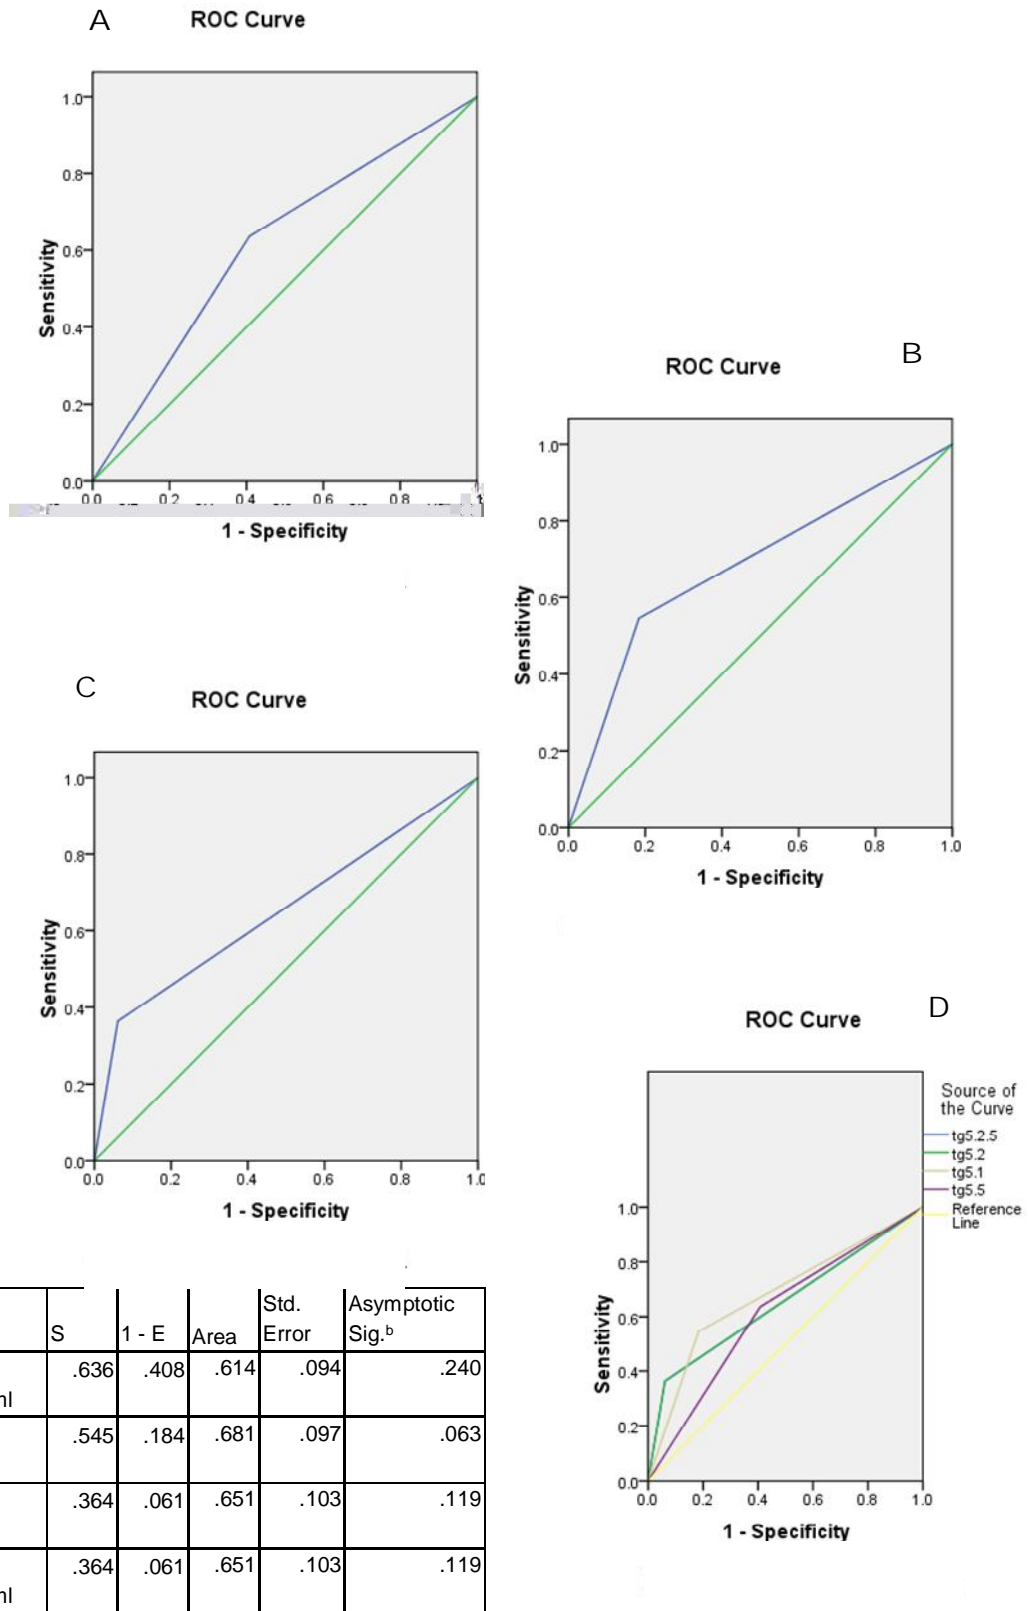 A
ROC Curve
1.0
0.8
0.6
0.4
0.2
0.0
Sensitivity
0.0 0.2 0.4 0.6 0.8
1 - Specificity
B
ROC Curve
1.0
0.8
0.6
0.4
0.2
0.0
Sensitivity
0.0 0.2 0.4 0.6 0.8 1.0
1 - Specificity
C
ROC Curve
1.0
0.8
0.6
0.4
0.2
0.0
Sensitivity
0.0 0.2 0.4 0.6 0.8 1.0
1 - Specificity
D
ROC Curve
Source of
the Curve
tg5.2.5
tg5.2
tg5.1
tg5.5
Reference
Line
1.0
0.8
0.6
0.4
0.2
0.0
Sensitivity
0.0 0.2 0.4 0.6 0.8 1.0
1 - Specificity
S 1 - E Area Std. Error Asymptotic Sig.b
.636 .408 .614 .094 .240
ml
.545 .184 .681 .097 .063
.364 .061 .651 .103 .119
.364 .061 .651 .103 .119
ml